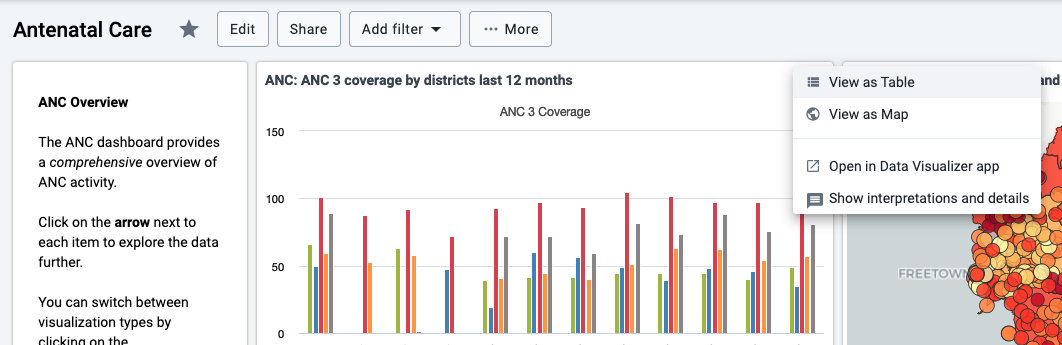 Antenatal Care
Edit
Share
Add filter
More
ANC Overview
The ANC dashboard provides
a comprehensive overview of
ANC activity.
Click on the arrow next to
each item to explore the data
further.
You can switch between
visualization types by
clicking on the
ANC: ANC 3 coverage by districts last 12 months
ANC 3 Coverage
150
100
50
0
View as Table
View as Map
Open in Data Visualizer app
Show interpretations and details
and
FREETOWN